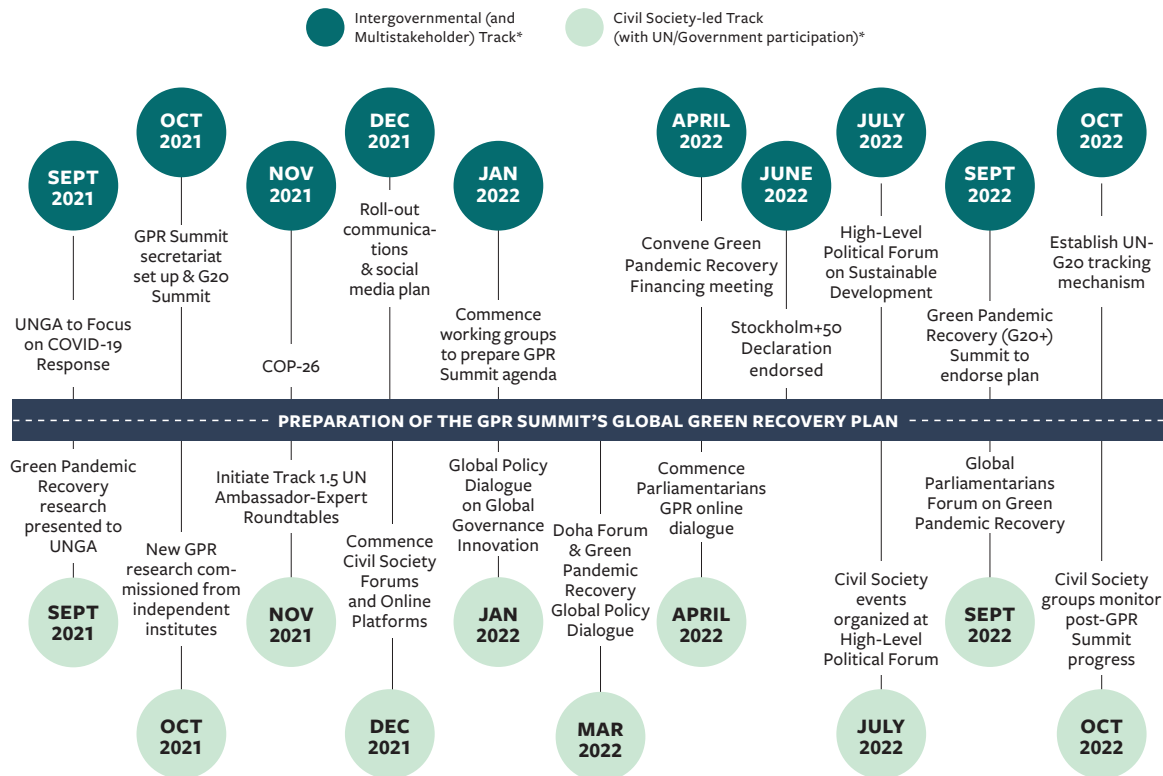 Intergovernmental (and
Multistakeholder) Track*
Civil Society-led Track
(with UN/Government participation)*
SEPT
2021
UNGA to Focus
on COVID-19
Response
OCT
2021
GPR Summit
secretariat
set up & G20
Summit
NOV
2021
COP-26
DEC
2021
Roll-out
communica-
tions
& social
media plan
JAN
2022
Commence
working groups
to prepare GPR
Summit agenda
APRIL
2022
Convene Green
Pandemic Recovery
Financing meeting
JUNE
2022
Stockholm+50
Declaration
endorsed
JULY
2022
High-Level
Political Forum
on Sustainable
Development
SEPT
2022
Green Pandemic
Recovery (G20+)
Summit to
endorse plan
OCT
2022
Establish UN-
G20 tracking
mechanism
PREPARATION OF THE GPR SUMMIT'S GLOBAL GREEN RECOVERY PLAN
Green Pandemic
Recovery
research
presented to
UNGA
SEPT
2021
New GPR
research com-
missioned from
independent
institutes
OCT
2021
Initiate Track 1.5 UN
Ambassador-Expert
Roundtables
NOV
2021
Commence
Civil Society
Forums
and Online
Platforms
DEC
2021
Global Policy
Dialogue
on Global
Governance
Innovation
JAN
2022
Doha Forum
& Green
Pandemic
Recovery
Global Policy
Dialogue
MAR
2022
Commence
Parliamentarians
GPR online
dialogue
APRIL
2022
Civil Society
events
organized at
High-Level
Political Forum
JULY
2022
Global
Parliamentarians
Forum on Green
Pandemic Recovery
SEPT
2022
Civil Society
groups monitor
post-GPR
Summit
progress
OCT
2022